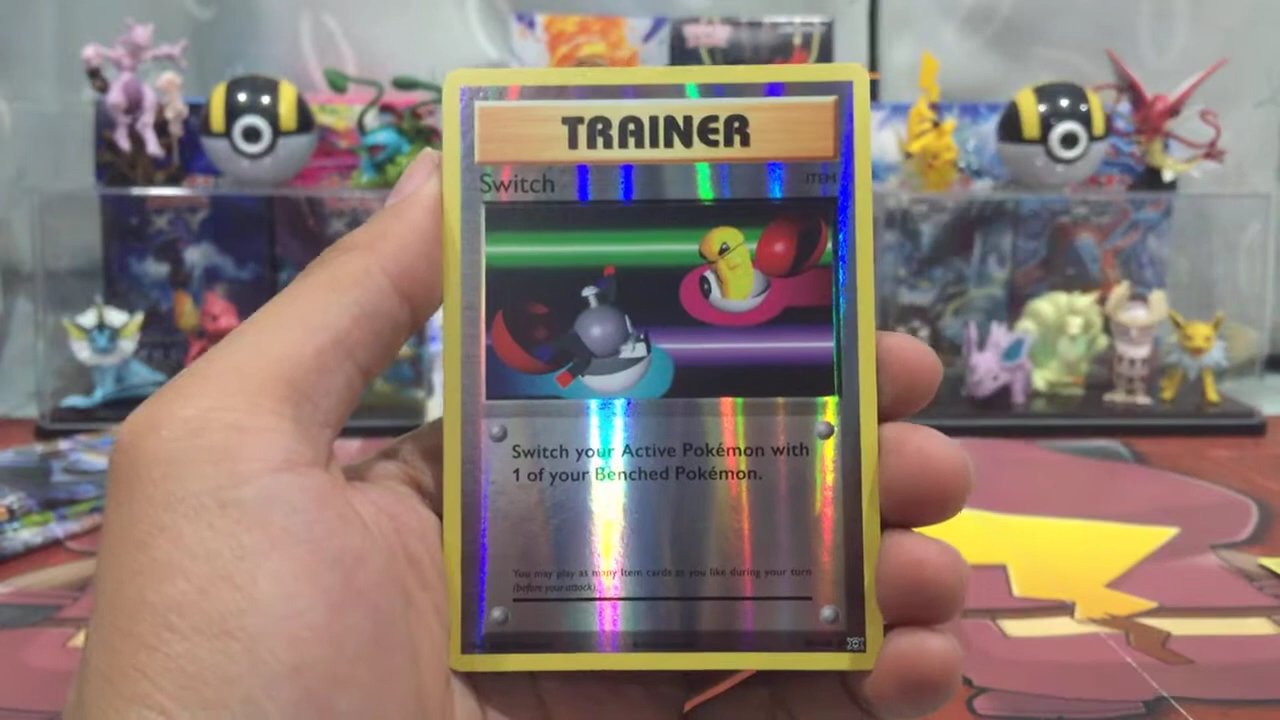 TRAINER
Switch
ITEM
Switch your Active Pokémon with
1 of your Benched Pokémon.
You may play as many Item cards as you like during your turn
(before your attack).